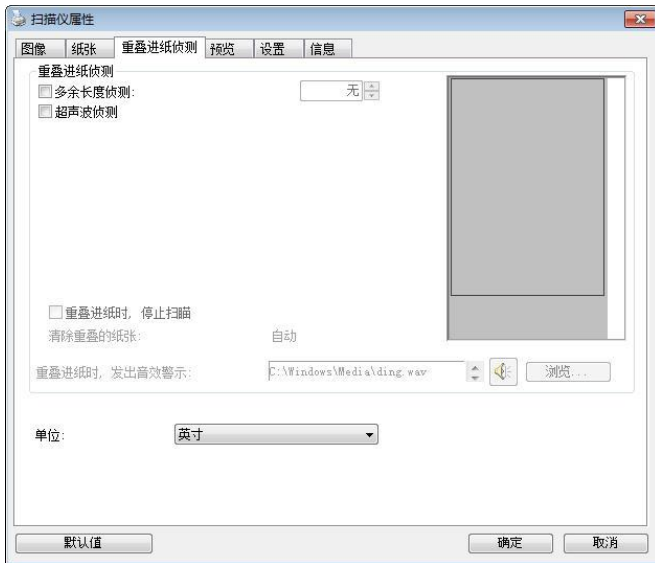 扫描仪属性
图像 纸张 重叠进纸侦测 预览 设置 信息
重叠进纸侦测
多余长度侦测: 无
超声波侦测
重叠进纸时, 停止扫瞄
清除重叠的纸张: 自动
重叠进纸时, 发出音效警示: C:\Windows\Media\ding.wav 浏览...
单位: 英寸
默认值 确定 取消